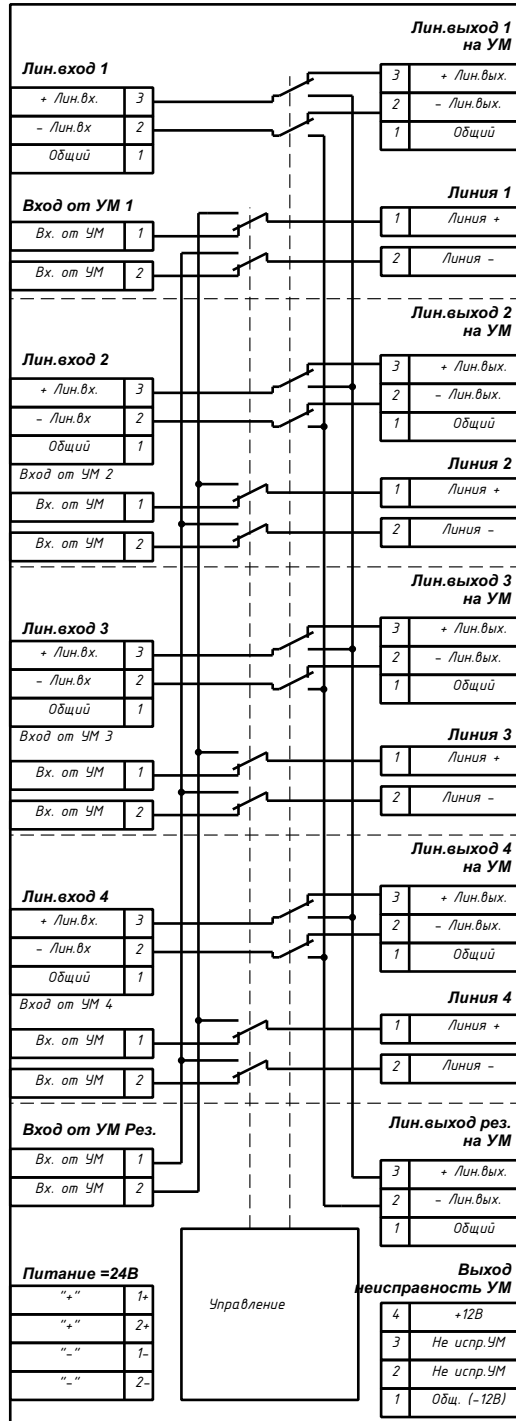 Лин.выход 1
на УМ
Лин.вход 1
+ Лин.вх. 3
- Лин.вх 2
Общий 1
3 + Лин.вых.
2 - Лин.вых.
1 Общий
Вход от УМ 1
Вх. от УМ 1
Вх. от УМ 2
Линия 1
1 Линия +
2 Линия -
Лин.выход 2
на УМ
Лин.вход 2
+ Лин.вх. 3
- Лин.вх 2
Общий 1
3 + Лин.вых.
2 - Лин.вых.
1 Общий
Вход от УМ 2
Вх. от УМ 1
Вх. от УМ 2
Линия 2
1 Линия +
2 Линия -
Лин.выход 3
на УМ
Лин.вход 3
+ Лин.вх. 3
- Лин.вх 2
Общий 1
3 + Лин.вых.
2 - Лин.вых.
1 Общий
Вход от УМ 3
Вх. от УМ 1
Вх. от УМ 2
Линия 3
1 Линия +
2 Линия -
Лин.выход 4
на УМ
Лин.вход 4
+ Лин.вх. 3
- Лин.вх 2
Общий 1
3 + Лин.вых.
2 - Лин.вых.
1 Общий
Вход от УМ 4
Вх. от УМ 1
Вх. от УМ 2
Линия 4
1 Линия +
2 Линия -
Вход от УМ Рез.
Вх. от УМ 1
Вх. от УМ 2
Лин.выход рез.
на УМ
3 + Лин.вых.
2 - Лин.вых.
1 Общий
Питание =24В
"+" 1+
"+" 2+
"-" 1-
"-" 2-
Управление
Выход
неисправность УМ
4 +12В
3 Не испр.УМ
2 Не испр.УМ
1 Общ. (-12В)